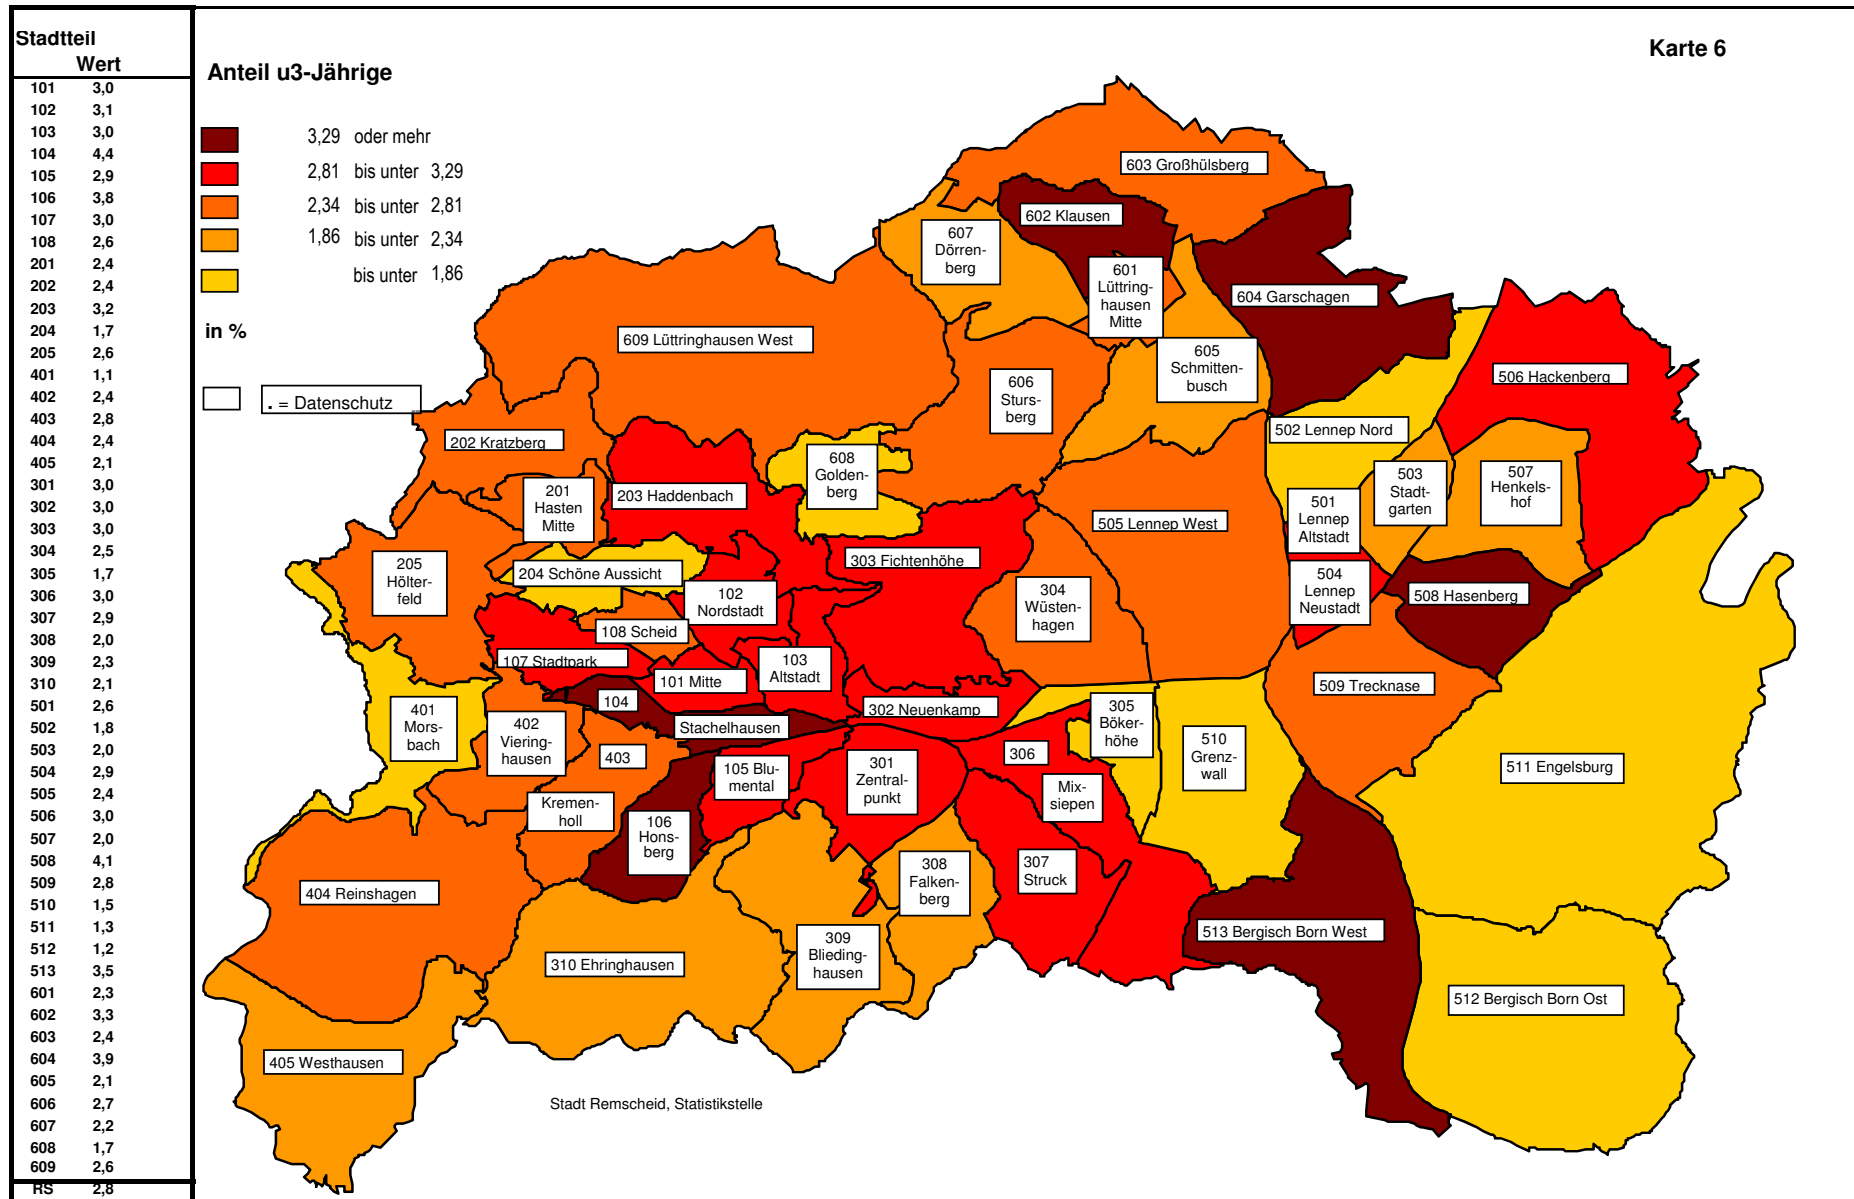 Stadtteil
Wert
101 3,0
102 3,1
103 3,0
104 4,4
105 2,9
106 3,8
107 3,0
108 2,6
201 2,4
202 2,4
203 3,2
204 1,7
205 2,6
401 1,1
402 2,4
403 2,8
404 2,4
405 2,1
301 3,0
302 3,0
303 3,0
304 2,5
305 1,7
306 3,0
307 2,9
308 2,0
309 2,3
310 2,1
501 2,6
502 1,8
503 2,0
504 2,9
505 2,4
506 3,0
507 2,0
508 4,1
509 2,8
510 1,5
511 1,3
512 1,2
513 3,5
601 2,3
602 3,3
603 2,4
604 3,9
605 2,1
606 2,7
607 2,2
608 1,7
609 2,6
RS 2,8
Karte 6
Anteil u3-Jährige
3,29 oder mehr
2,81 bis unter 3,29
2,34 bis unter 2,81
1,86 bis unter 2,34
bis unter 1,86
in %
. = Datenschutz
603 Großhülsberg
602 Klausen
607
Dörren-
berg
601
Lüttring-
hausen
Mitte
604 Garschagen
609 Lüttringhausen West
605
Schmitten-
busch
606
Sturs-
berg
506 Hackenberg
502 Lennep Nord
202 Kratzberg
608
Golden-
berg
503
Stadt-
garten
507
Henkels-
hof
201
Hasten
Mitte
203 Haddenbach
501
Lennep
Altstadt
505 Lennep West
303 Fichtenhöhe
205
Hölter-
feld
204 Schöne Aussicht
102
Nordstadt
304
Wüsten-
hagen
504
Lennep
Neustadt
508 Hasenberg
108 Scheid
107 Stadtpark
103
Altstadt
101 Mitte
509 Trecknase
104
Stachelhausen
302 Neuenkamp
305
Böker-
höhe
401
Mors-
bach
402
Viering-
hausen
403
Kremen-
holl
105 Blu-
mental
301
Zentral-
punkt
306
Mix-
siepen
510
Grenz-
wall
511 Engelsburg
106
Hons-
berg
307
Struck
308
Falken-
berg
404 Reinshagen
513 Bergisch Born West
309
Blieding-
hausen
310 Ehringhausen
512 Bergisch Born Ost
405 Westhausen
Stadt Remscheid, Statistikstelle